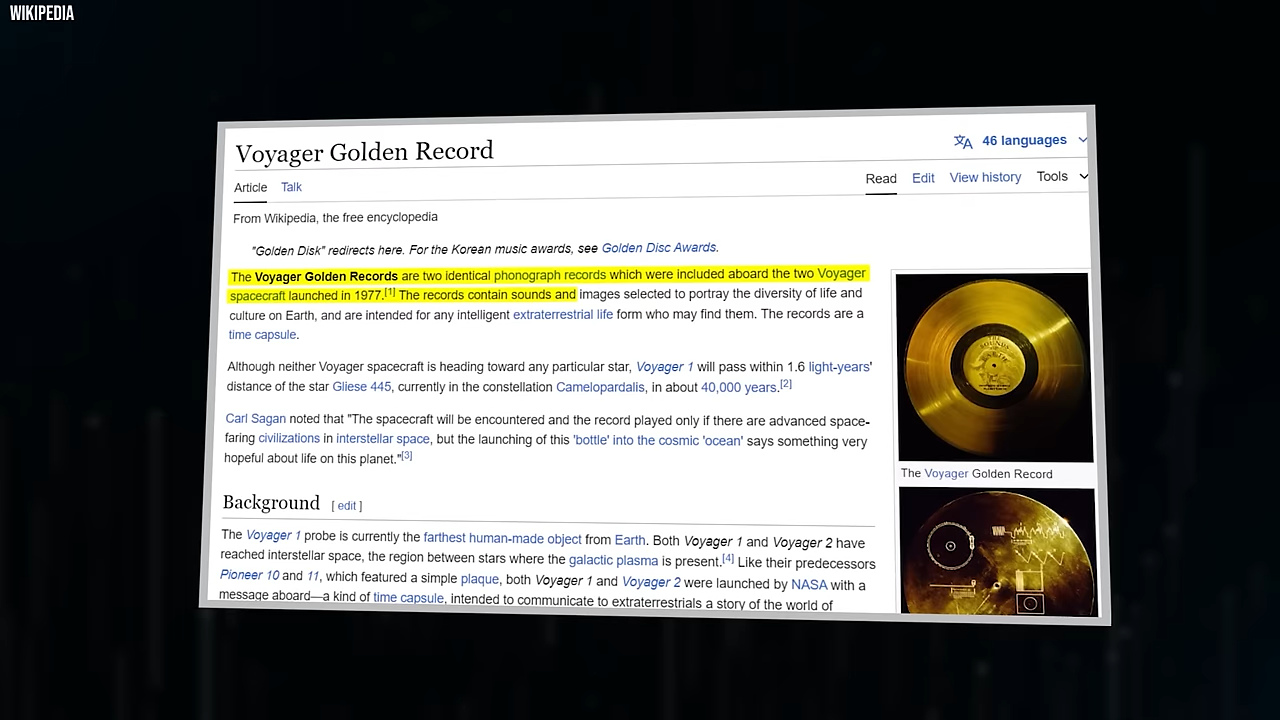 WIKIPEDIA
Voyager Golden Record
46 languages
Article Talk
Read Edit View history Tools
From Wikipedia, the free encyclopedia
"Golden Disk" redirects here. For the Korean music awards, see Golden Disc Awards.
The Voyager Golden Records are two identical phonograph records which were included aboard the two Voyager
spacecraft launched in 1977.[1] The records contain sounds and images selected to portray the diversity of life and
culture on Earth, and are intended for any intelligent extraterrestrial life form who may find them. The records are a
time capsule.
Although neither Voyager spacecraft is heading toward any particular star, Voyager 1 will pass within 1.6 light-years'
distance of the star Gliese 445, currently in the constellation Camelopardalis, in about 40,000 years.[2]
Carl Sagan noted that "The spacecraft will be encountered and the record played only if there are advanced space-
faring civilizations in interstellar space, but the launching of this 'bottle' into the cosmic 'ocean' says something very
hopeful about life on this planet."[3]
The Voyager Golden Record
Background [ edit ]
The Voyager 1 probe is currently the farthest human-made object from Earth. Both Voyager 1 and Voyager 2 have
reached interstellar space, the region between stars where the galactic plasma is present.[4] Like their predecessors
Pioneer 10 and 11, which featured a simple plaque, both Voyager 1 and Voyager 2 were launched by NASA with a
message aboard—a kind of time capsule, intended to communicate to extraterrestrials a story of the world of